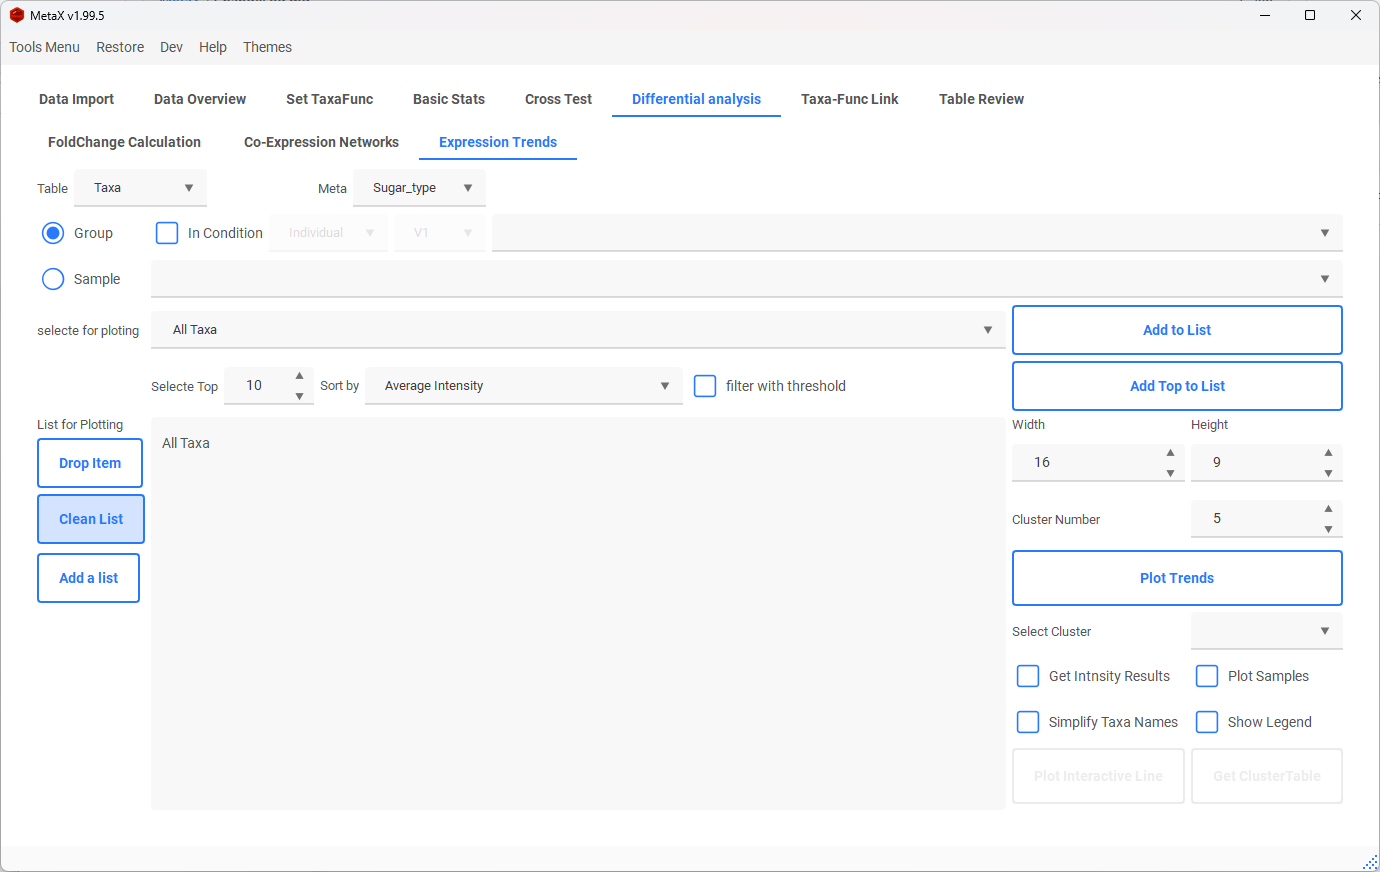 MetaX v1.99.5
Tools Menu Restore Dev Help Themes
Data Import Data Overview Set TaxaFunc Basic Stats Cross Test Differential analysis Taxa-Func Link Table Review
FoldChange Calculation Co-Expression Networks Expression Trends
Table Taxa Meta Sugar_type
Group In Condition Individual V1
Sample
selecte for ploting All Taxa Add to List
Selecte Top 10 Sort by Average Intensity filter with threshold Add Top to List
List for Plotting Width Height
All Taxa
Drop Item 16 9
Clean List Cluster Number 5
Add a list Plot Trends
Select Cluster
Get Intnsity Results Plot Samples
Simplify Taxa Names Show Legend
Plot Interactive Line Get ClusterTable